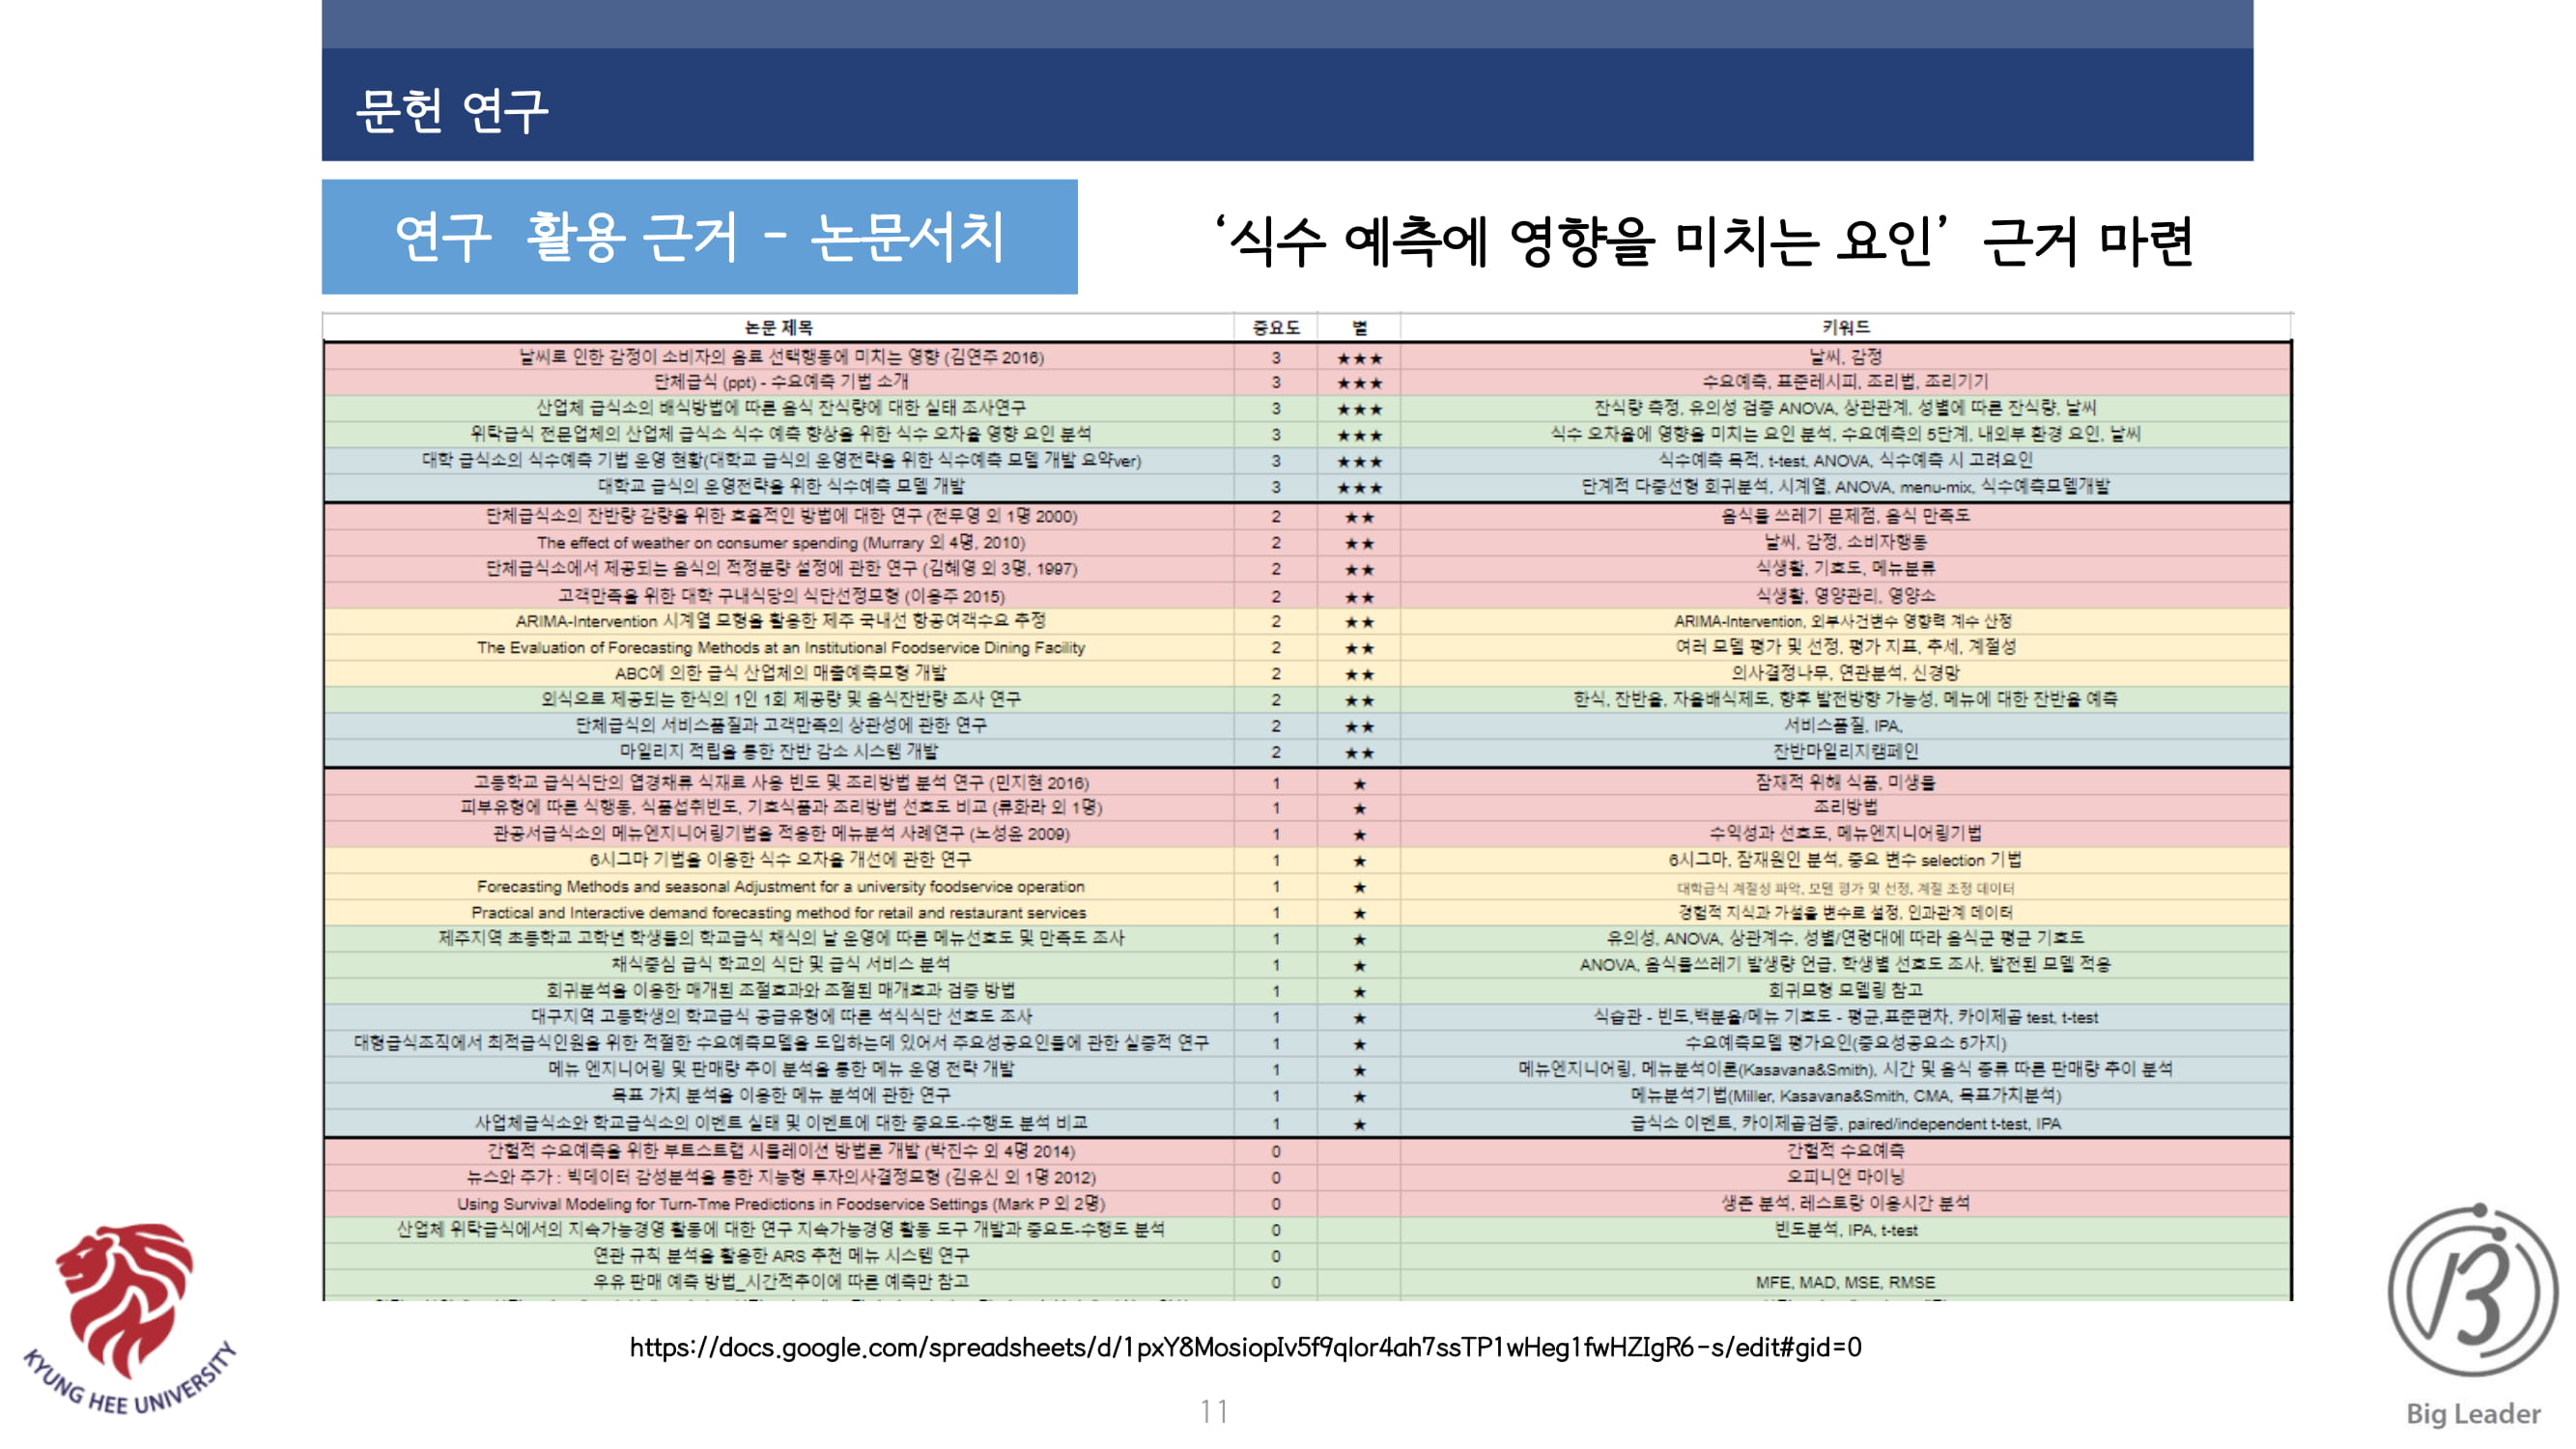 문헌 연구
연구 활용 근거 - 논문서치
‘식수 예측에 영향을 미치는 요인’ 근거 마련
논문 제목 중요도 별 키워드
날씨로 인한 감정이 소비자의 음료 선택행동에 미치는 영향 (김연주 2016) 3 ★★★ 날씨, 감정
단체급식 (ppt) - 수요예측 기법 소개 3 ★★★ 수요예측, 표준레시피, 조리법, 조리기기
산업체 급식소의 배식방법에 따른 음식 잔식량에 대한 실태 조사연구 3 ★★★ 잔식량 측정, 유의성 검증 ANOVA, 상관관계, 성별에 따른 잔식량, 날씨
위탁급식 전문업체의 산업체 급식소 식수 예측 향상을 위한 식수 오차율 영향 요인 분석 3 ★★★ 식수 오차율에 영향을 미치는 요인 분석, 수요예측의 5단계, 내외부 환경 요인, 날씨
대학 급식소의 식수예측 기법 운영 현황(대학교 급식의 운영전략을 위한 식수예측 모델 개발 요약ver) 3 ★★★ 식수예측 목적, t-test, ANOVA, 식수예측 시 고려요인
대학교 급식의 운영전략을 위한 식수예측 모델 개발 3 ★★★ 단계적 다중선형 회귀분석, 시계열, ANOVA, menu-mix, 식수예측모델개발
단체급식소의 잔반량 감량을 위한 효율적인 방법에 대한 연구 (전무영 외 1명 2000) 2 ★★ 음식물 쓰레기 문제점, 음식 만족도
The effect of weather on consumer spending (Murrary 외 4명, 2010) 2 ★★ 날씨, 감정, 소비자행동
단체급식소에서 제공되는 음식의 적정분량 설정에 관한 연구 (김혜영 외 3명, 1997) 2 ★★ 식생활, 기호도, 메뉴분류
고객만족을 위한 대학 구내식당의 식단선정모형 (이응주 2015) 2 ★★ 식생활, 영양관리, 영양소
ARIMA-Intervention 시계열 모형을 활용한 제주 국내선 항공여객수요 추정 2 ★★ ARIMA-Intervention, 외부사건변수 영향력 계수 산정
The Evaluation of Forecasting Methods at an Institutional Foodservice Dining Facility 2 ★★ 여러 모델 평가 및 선정, 평가 지표, 추세, 계절성
ABC에 의한 급식 산업체의 매출예측모형 개발 2 ★★ 의사결정나무, 연관분석, 신경망
외식으로 제공되는 한식의 1인 1회 제공량 및 음식잔반량 조사 연구 2 ★★ 한식, 잔반율, 자율배식제도, 향후 발전방향 가능성, 메뉴에 대한 잔반율 예측
단체급식의 서비스품질과 고객만족의 상관성에 관한 연구 2 ★★ 서비스품질, IPA,
마일리지 적립을 통한 잔반 감소 시스템 개발 2 ★★ 잔반마일리지캠페인
고등학교 급식식단의 엽경채류 식재료 사용 빈도 및 조리방법 분석 연구 (민지현 2016) 1 ★ 잠재적 위해 식품, 미생물
피부유형에 따른 식행동, 식품섭취빈도, 기호식품과 조리방법 선호도 비교 (류화라 외 1명) 1 ★ 조리방법
관공서급식소의 메뉴엔지니어링기법을 적용한 메뉴분석 사례연구 (노성윤 2009) 1 ★ 수익성과 선호도, 메뉴엔지니어링기법
6시그마 기법을 이용한 식수 오차율 개선에 관한 연구 1 ★ 6시그마, 잠재원인 분석, 중요 변수 selection 기법
Forecasting Methods and seasonal Adjustment for a university foodservice operation 1 ★ 대학급식 계절성 파악, 모델 평가 및 선정, 계절 조정 데이터
Practical and Interactive demand forecasting method for retail and restaurant services 1 ★ 경험적 지식과 가설을 변수로 설정, 인과관계 데이터
제주지역 초등학교 고학년 학생들의 학교급식 채식의 날 운영에 따른 메뉴선호도 및 만족도 조사 1 ★ 유의성, ANOVA, 상관계수, 성별/연령대에 따라 음식군 평균 기호도
채식중심 급식 학교의 식단 및 급식 서비스 분석 1 ★ ANOVA, 음식물쓰레기 발생량 언급, 학생별 선호도 조사, 발전된 모델 적용
회귀분석을 이용한 매개된 조절효과와 조절된 매개효과 검증 방법 1 ★ 회귀모형 모델링 참고
대구지역 고등학생의 학교급식 공급유형에 따른 석식식단 선호도 조사 1 ★ 식습관 - 빈도,백분율/메뉴 기호도 - 평균,표준편차, 카이제곱 test, t-test
대형급식조직에서 최적급식인원을 위한 적절한 수요예측모델을 도입하는데 있어서 주요성공요인들에 관한 실증적 연구 1 ★ 수요예측모델 평가요인(중요성공요소 5가지)
메뉴 엔지니어링 및 판매량 추이 분석을 통한 메뉴 운영 전략 개발 1 ★ 메뉴엔지니어링, 메뉴분석이론(Kasavana&Smith), 시간 및 음식 종류 따른 판매량 추이 분석
목표 가치 분석을 이용한 메뉴 분석에 관한 연구 1 ★ 메뉴분석기법(Miller, Kasavana&Smith, CMA, 목표가치분석)
사업체급식소와 학교급식소의 이벤트 실태 및 이벤트에 대한 중요도-수행도 분석 비교 1 ★ 급식소 이벤트, 카이제곱검증, paired/independent t-test, IPA
간헐적 수요예측을 위한 부트스트랩 시뮬레이션 방법론 개발 (박진수 외 4명 2014) 0 간헐적 수요예측
뉴스와 주가 : 빅데이터 감성분석을 통한 지능형 투자의사결정모형 (김유신 외 1명 2012) 0 오피니언 마이닝
Using Survival Modeling for Turn-Tme Predictions in Foodservice Settings (Mark P 외 2명) 0 생존 분석, 레스토랑 이용시간 분석
산업체 위탁급식에서의 지속가능경영 활동에 대한 연구 지속가능경영 활동 도구 개발과 중요도-수행도 분석 0 빈도분석, IPA, t-test
연관 규칙 분석을 활용한 ARS 추천 메뉴 시스템 연구 0
우유 판매 예측 방법_시간적추이에 따른 예측만 참고 0 MFE, MAD, MSE, RMSE
https://docs.google.com/spreadsheets/d/1pxY8MosiopIv5f9qlor4ah7ssTP1wHeg1fwHZIgR6-s/edit#gid=0
KYUNG HEE UNIVERSITY
11
Big Leader